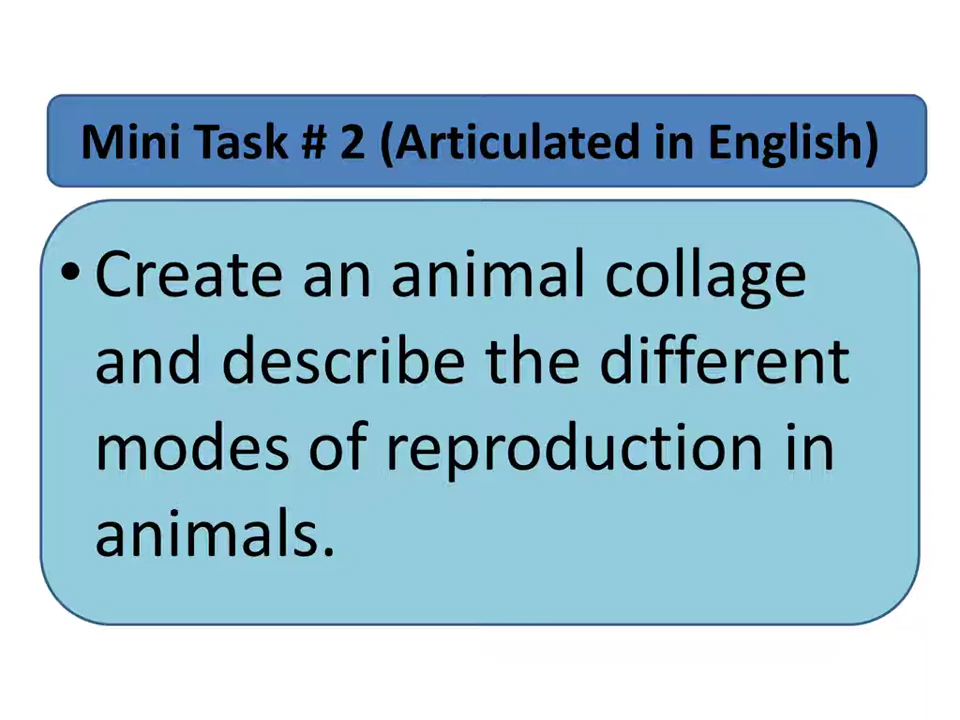 Mini Task # 2 (Articulated in English)
• Create an animal collage
and describe the different
modes of reproduction in
animals.